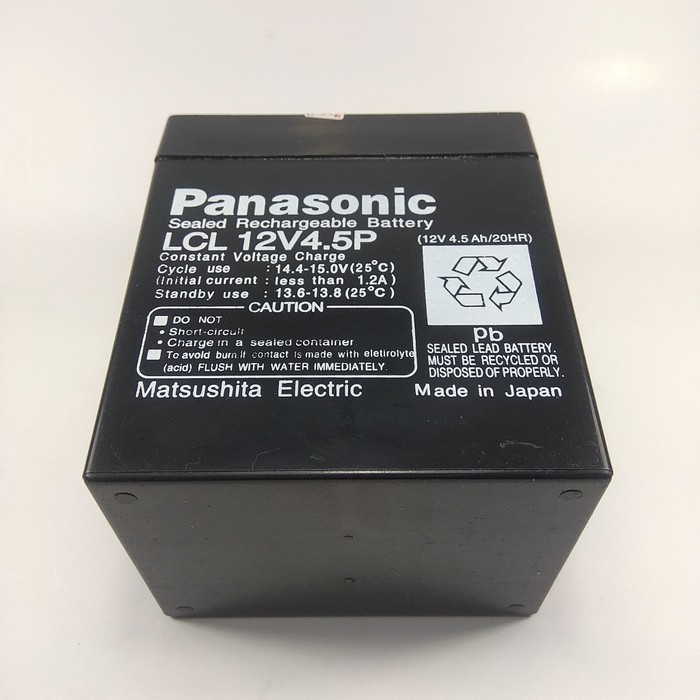 Panasonic
Sealed Rechargeable Battery
LCL 12V4.5P
(12V 4.5 Ah/20HR)
Constant Voltage Charge
Cycle use : 14.4-15.0V(25°C)
(Initial current : less than 1.2A)
Standby use : 13.6-13.8 (25°C)
CAUTION
DO NOT
• Short-circuit
• Charge in a sealed container
To avoid burn.if contact is made with eletirolyte
(acid) FLUSH WITH WATER IMMEDIATELY.
Pb
SEALED LEAD BATTERY.
MUST BE RECYCLED OR
DISPOSED OF PROPERLY.
Matsushita Electric
Made in Japan